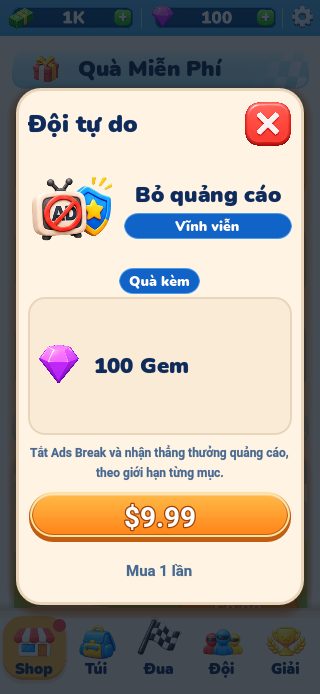 1K
100
Quà Miễn Phí
Đội tự do
AD
Bỏ quảng cáo
Vĩnh viễn
Quà kèm
100 Gem
Tắt Ads Break và nhận thẳng thưởng quảng cáo,
theo giới hạn từng mục.
$9.99
Mua 1 lần
Shop
Túi
Đua
Đội
Giải